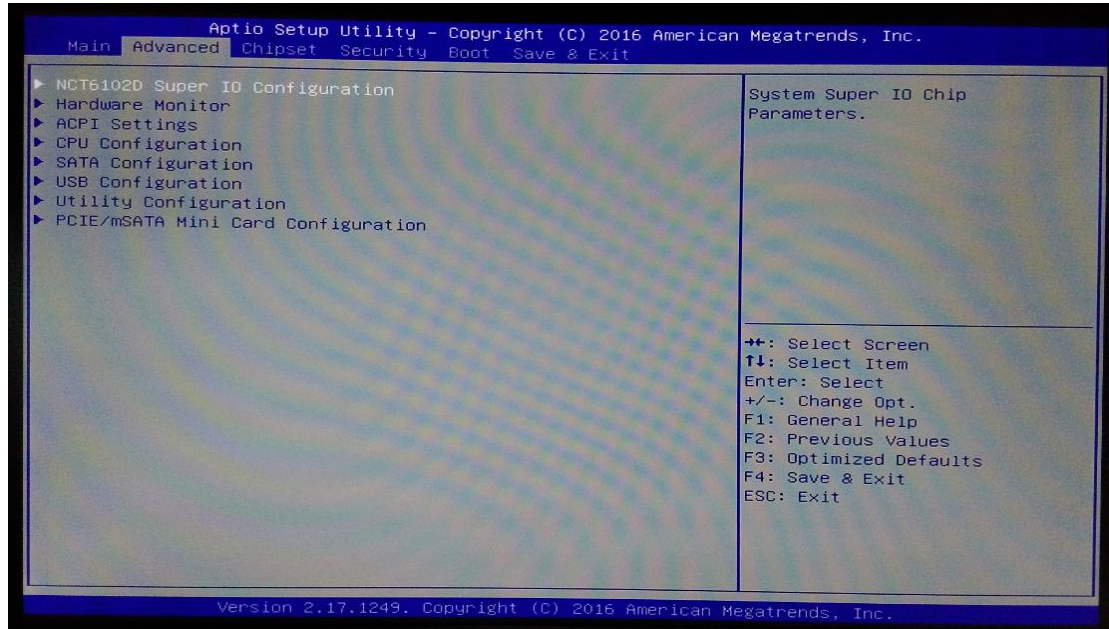 Aptio Setup Utility – Copyright (C) 2016 American Megatrends, Inc.
Main Advanced Chipset Security Boot Save & Exit
NCT6102D Super IO Configuration
Hardware Monitor
ACPI Settings
CPU Configuration
SATA Configuration
USB Configuration
Utility Configuration
PCIE/mSATA Mini Card Configuration
System Super IO Chip
Parameters.
→←: Select Screen
↑↓: Select Item
Enter: Select
+/-: Change Opt.
F1: General Help
F2: Previous Values
F3: Optimized Defaults
F4: Save & Exit
ESC: Exit
Version 2.17.1249. Copyright (C) 2016 American Megatrends, Inc.